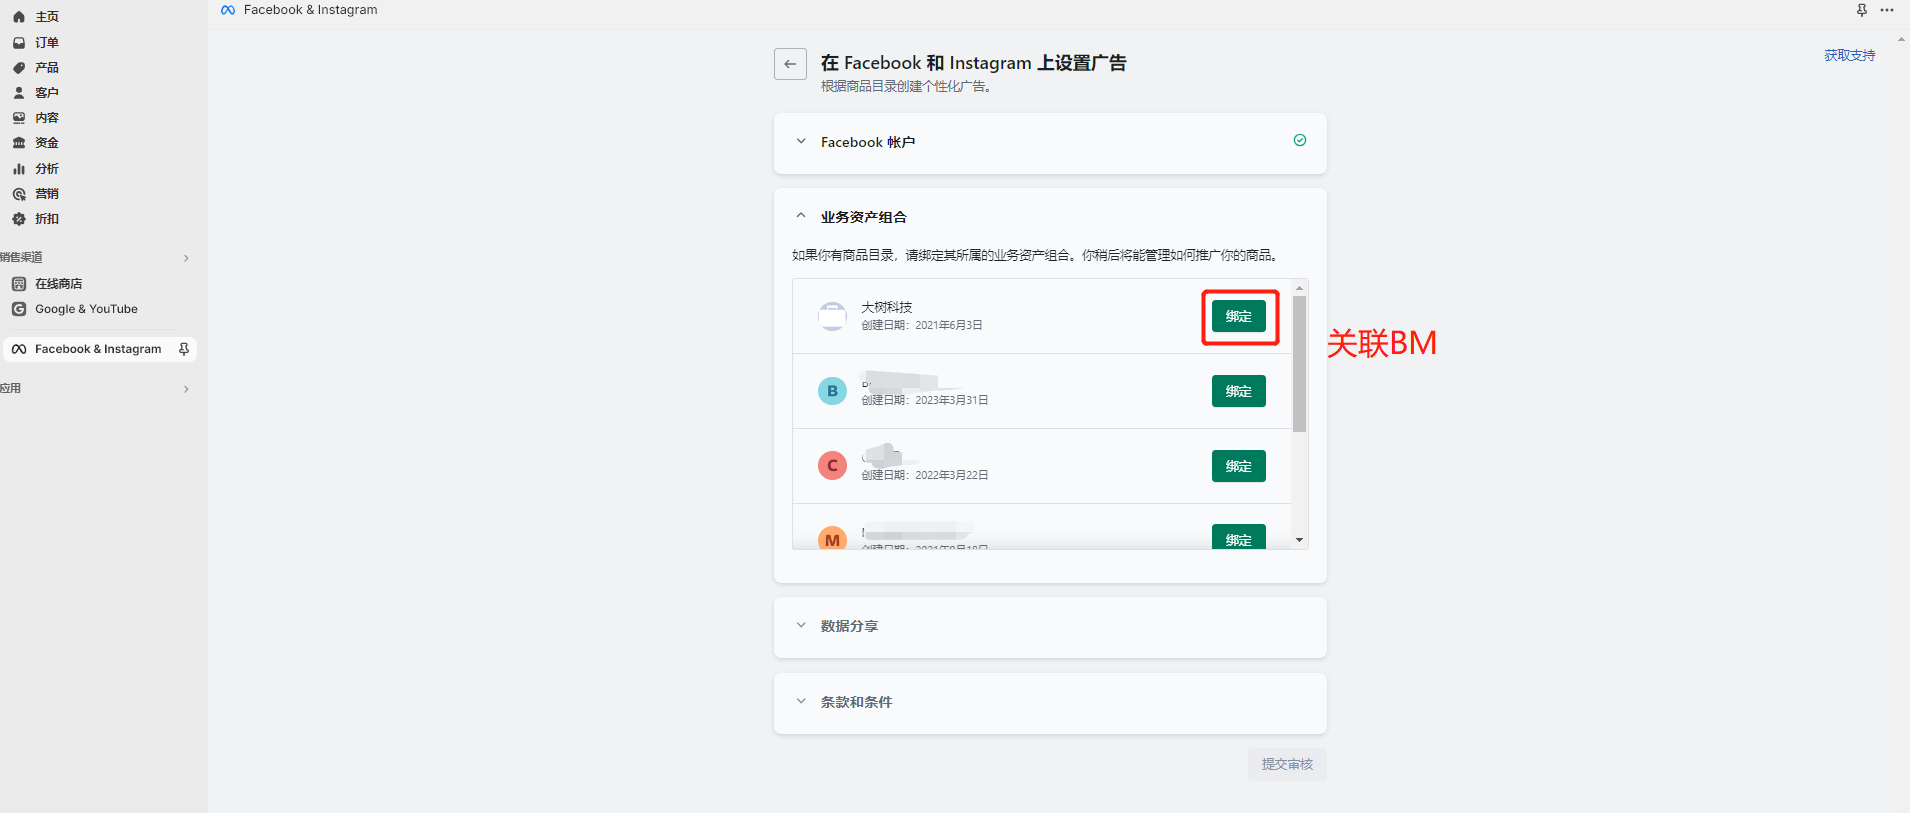 主页
订单
产品
客户
内容
资金
分析
营销
折扣
销售渠道
在线商店
Google & YouTube
Facebook & Instagram
应用
Facebook & Instagram
获取支持
在 Facebook 和 Instagram 上设置广告
根据商品目录创建个性化广告。
Facebook 帐户
业务资产组合
如果你有商品目录，请绑定其所属的业务资产组合。你稍后将能管理如何推广你的商品。
大树科技
创建日期：2021年6月3日
绑定
关联BM
B
创建日期：2023年3月31日
绑定
C
创建日期：2022年3月22日
绑定
M
绑定
数据分享
条款和条件
提交审核